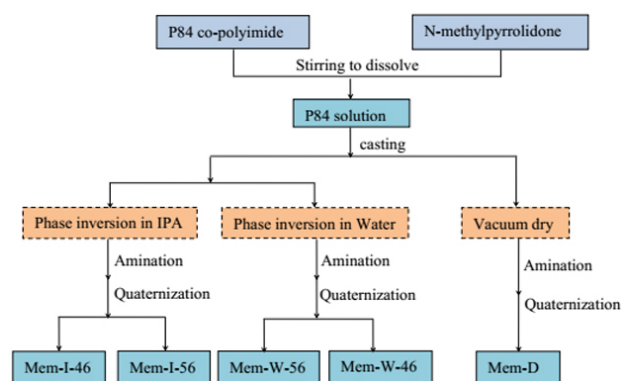 P84 co-polyimide
N-methylpyrrolidone
Stirring to dissolve
P84 solution
casting
Phase inversion in IPA
Phase inversion in Water
Vacuum dry
Amination
Amination
Amination
Quaternization
Quaternization
Quaternization
Mem-I-46
Mem-I-56
Mem-W-56
Mem-W-46
Mem-D